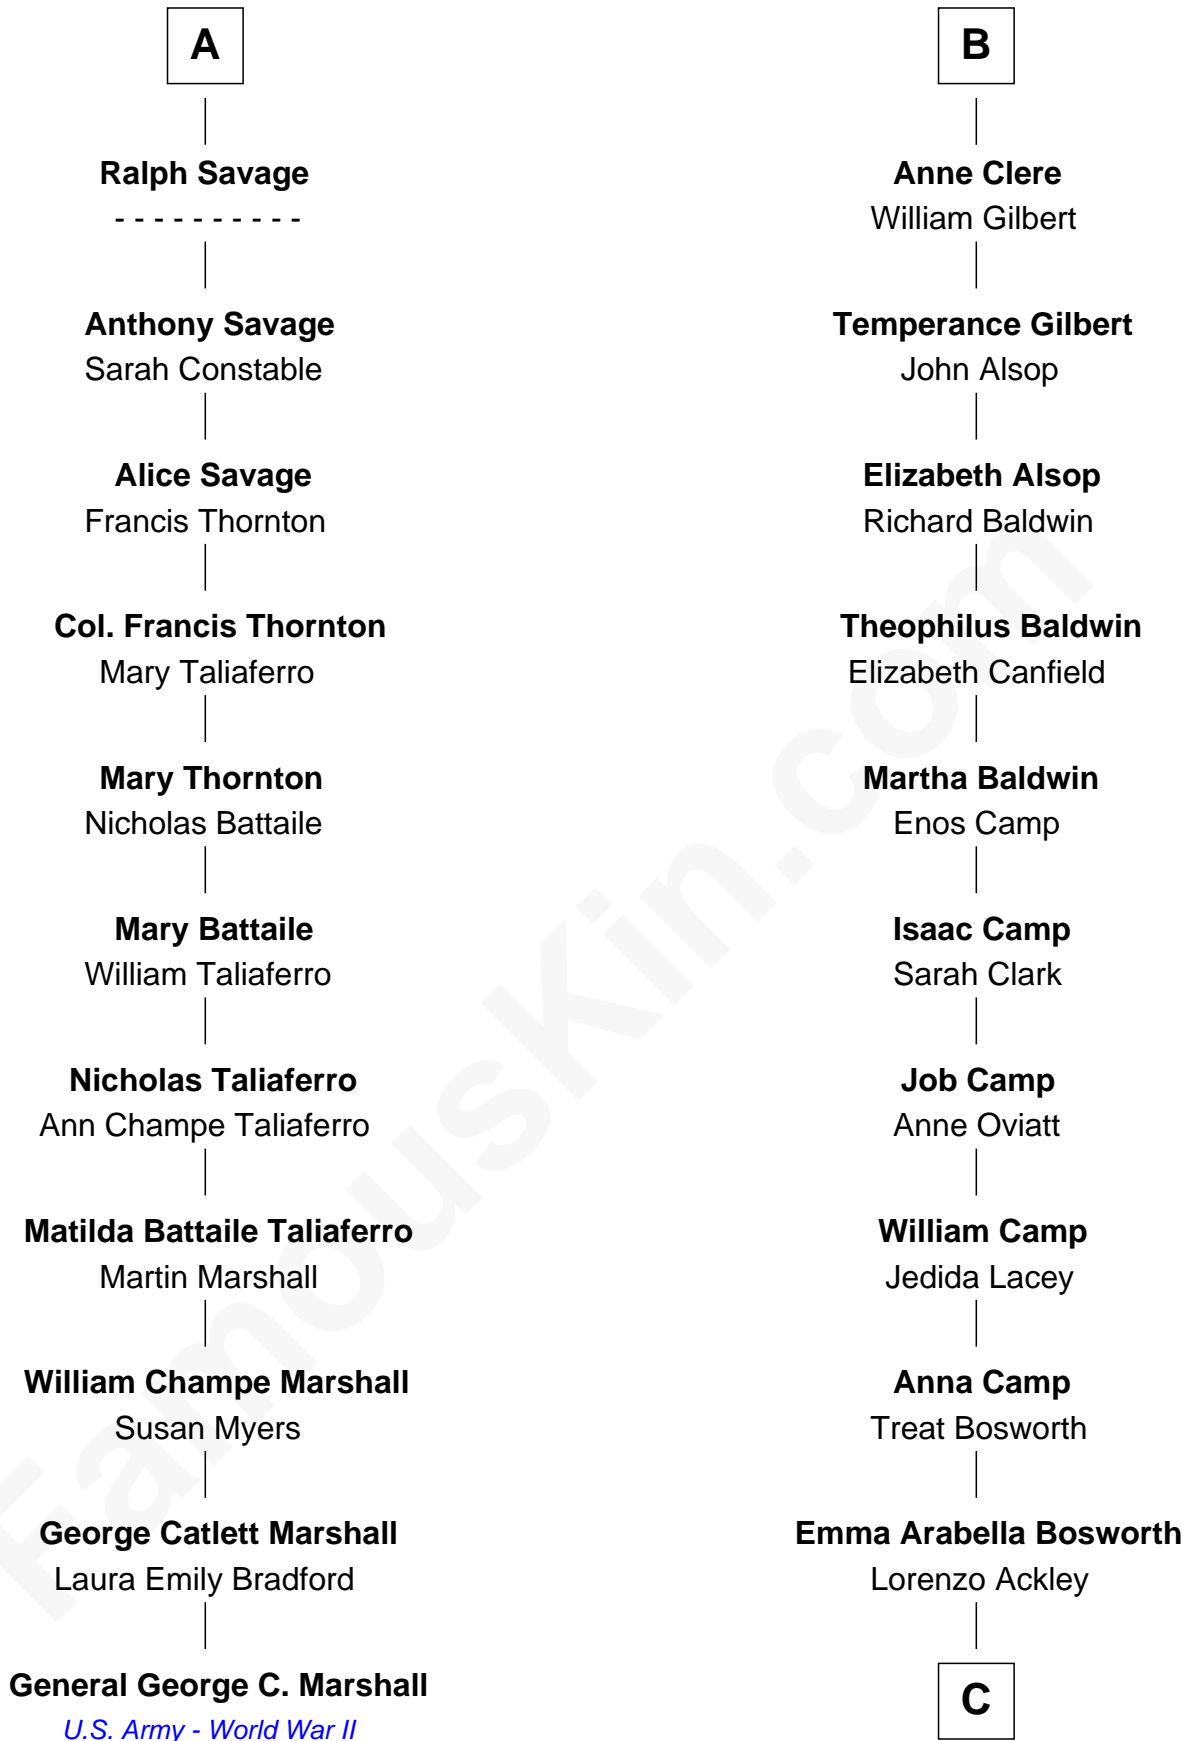 A
Ralph Savage
- - - - - - - - - -
Anthony Savage
Sarah Constable
Alice Savage
Francis Thornton
Col. Francis Thornton
Mary Taliaferro
Mary Thornton
Nicholas Battaile
Mary Battaile
William Taliaferro
Nicholas Taliaferro
Ann Champe Taliaferro
Matilda Battaile Taliaferro
Martin Marshall
William Champe Marshall
Susan Myers
George Catlett Marshall
Laura Emily Bradford
General George C. Marshall
U.S. Army - World War II
B
Anne Clere
William Gilbert
Temperance Gilbert
John Alsop
Elizabeth Alsop
Richard Baldwin
Theophilus Baldwin
Elizabeth Canfield
Martha Baldwin
Enos Camp
Isaac Camp
Sarah Clark
Job Camp
Anne Oviatt
William Camp
Jedida Lacey
Anna Camp
Treat Bosworth
Emma Arabella Bosworth
Lorenzo Ackley
C
FamousKin.com